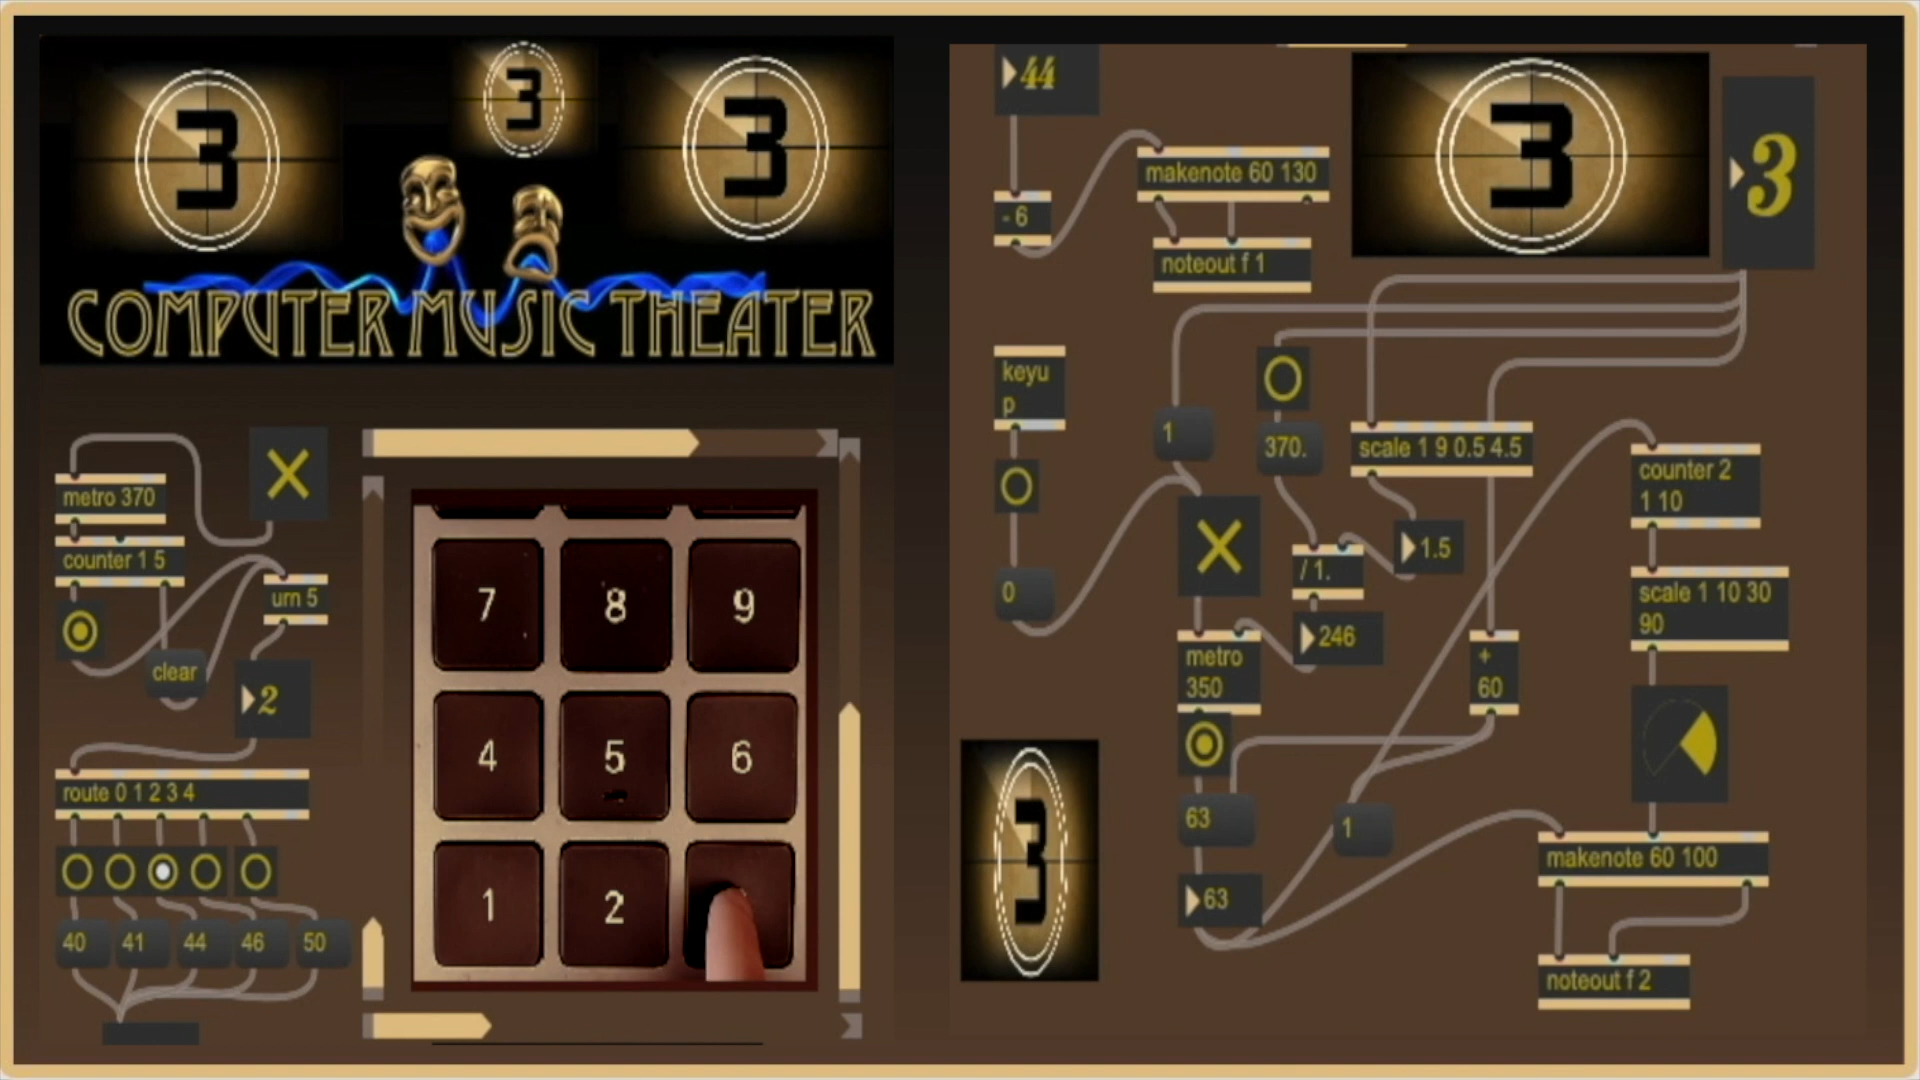 3
3
3
COMPUTER MUSIC THEATER
metro 370
counter 1 5
urn 5
clear
2
route 0 1 2 3 4
40
41
44
46
50
7
8
9
4
5
6
1
2
44
- 6
makenote 60 130
noteout f 1
3
3
keyu
p
0
1
370.
scale 1 9 0.5 4.5
1.5
/ 1.
246
metro
350
+
60
63
63
1
counter 2
1 10
scale 1 10 30
90
makenote 60 100
noteout f 2
3